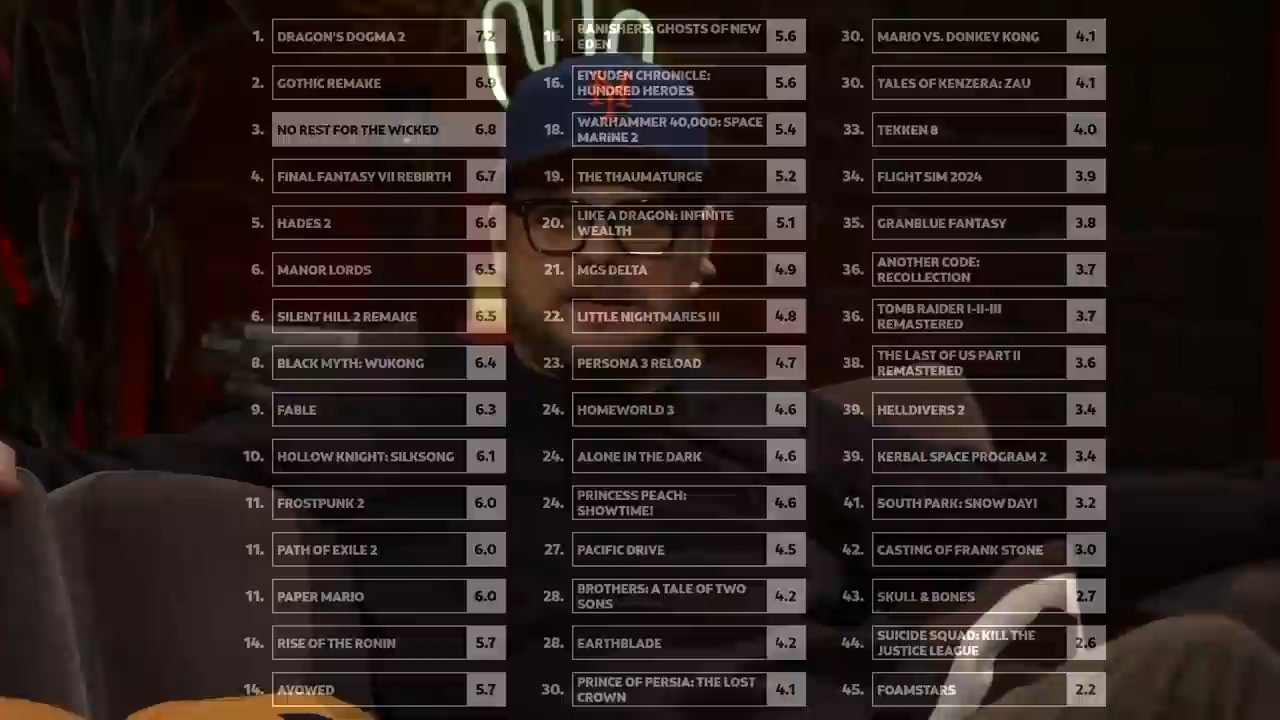 1. DRAGON'S DOGMA 2 7.2
2. GOTHIC REMAKE 6.9
3. NO REST FOR THE WICKED 6.8
4. FINAL FANTASY VII REBIRTH 6.7
5. HADES 2 6.6
6. MANOR LORDS 6.5
6. SILENT HILL 2 REMAKE 6.5
8. BLACK MYTH: WUKONG 6.4
9. FABLE 6.3
10. HOLLOW KNIGHT: SILKSONG 6.1
11. FROSTPUNK 2 6.0
11. PATH OF EXILE 2 6.0
11. PAPER MARIO 6.0
14. RISE OF THE RONIN 5.7
14. AVOWED 5.7
16. BANISHERS: GHOSTS OF NEW
EDEN 5.6
16. EIYUDEN CHRONICLE:
HUNDRED HEROES 5.6
18. WARHAMMER 40,000: SPACE
MARINE 2 5.4
19. THE THAUMATURGE 5.2
20. LIKE A DRAGON: INFINITE
WEALTH 5.1
21. MGS DELTA 4.9
22. LITTLE NIGHTMARES III 4.8
23. PERSONA 3 RELOAD 4.7
24. HOMEWORLD 3 4.6
24. ALONE IN THE DARK 4.6
24. PRINCESS PEACH:
SHOWTIME! 4.6
27. PACIFIC DRIVE 4.5
28. BROTHERS: A TALE OF TWO
SONS 4.2
28. EARTHBLADE 4.2
30. PRINCE OF PERSIA: THE LOST
CROWN 4.1
30. MARIO VS. DONKEY KONG 4.1
30. TALES OF KENZERA: ZAU 4.1
33. TEKKEN 8 4.0
34. FLIGHT SIM 2024 3.9
35. GRANBLUE FANTASY 3.8
36. ANOTHER CODE:
RECOLLECTION 3.7
36. TOMB RAIDER I-II-III
REMASTERED 3.7
38. THE LAST OF US PART II
REMASTERED 3.6
39. HELLDIVERS 2 3.4
39. KERBAL SPACE PROGRAM 2 3.4
41. SOUTH PARK: SNOW DAY! 3.2
42. CASTING OF FRANK STONE 3.0
43. SKULL & BONES 2.7
44. SUICIDE SQUAD: KILL THE
JUSTICE LEAGUE 2.6
45. FOAMSTARS 2.2